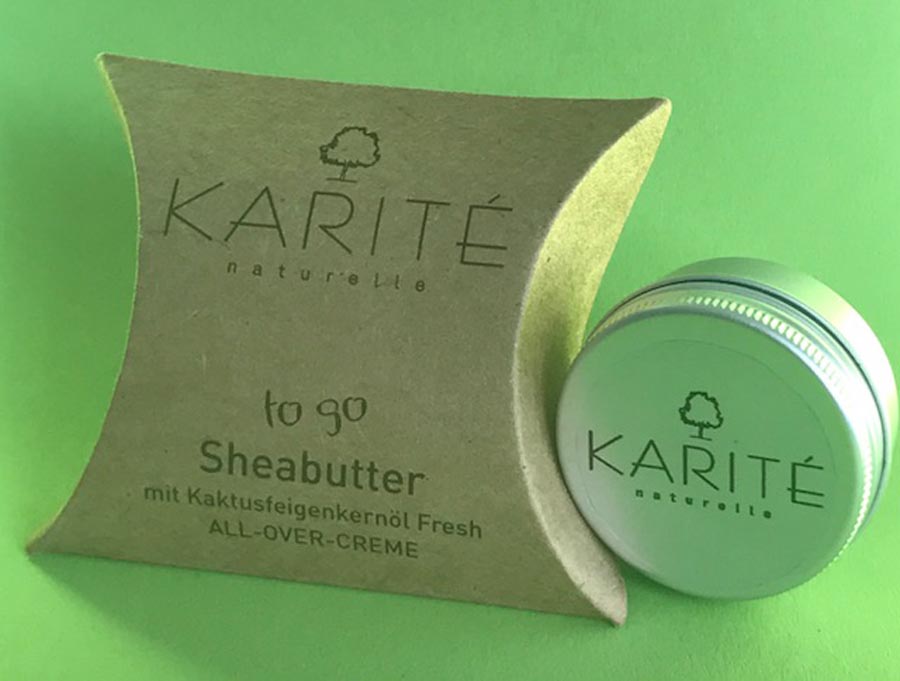 KARITÉ
naturelle
to go
Sheabutter
mit Kaktusfeigenkernöl Fresh
ALL-OVER-CREME
KARITÉ
naturelle